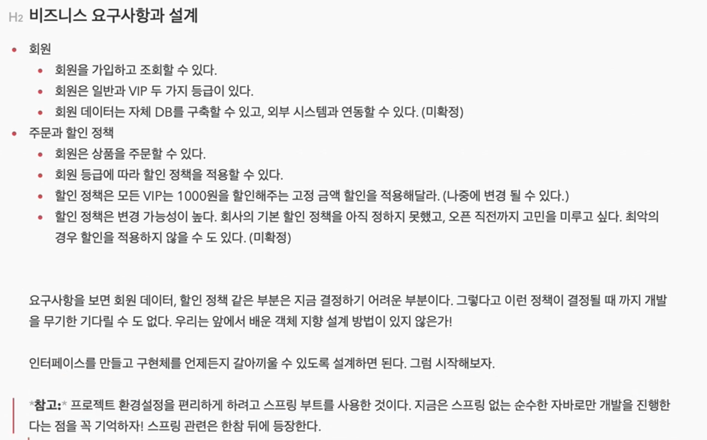 H2 비즈니스 요구사항과 설계
• 회원
• 회원을 가입하고 조회할 수 있다.
• 회원은 일반과 VIP 두 가지 등급이 있다.
• 회원 데이터는 자체 DB를 구축할 수 있고, 외부 시스템과 연동할 수 있다. (미확정)
• 주문과 할인 정책
• 회원은 상품을 주문할 수 있다.
• 회원 등급에 따라 할인 정책을 적용할 수 있다.
• 할인 정책은 모든 VIP는 1000원을 할인해주는 고정 금액 할인을 적용해달라. (나중에 변경 될 수 있다.)
• 할인 정책은 변경 가능성이 높다. 회사의 기본 할인 정책을 아직 정하지 못했고, 오픈 직전까지 고민을 미루고 싶다. 최악의
경우 할인을 적용하지 않을 수 도 있다. (미확정)
요구사항을 보면 회원 데이터, 할인 정책 같은 부분은 지금 결정하기 어려운 부분이다. 그렇다고 이런 정책이 결정될 때 까지 개발
을 무기한 기다릴 수 도 없다. 우리는 앞에서 배운 객체 지향 설계 방법이 있지 않은가!
인터페이스를 만들고 구현체를 언제든지 갈아끼울 수 있도록 설계하면 된다. 그럼 시작해보자.
*참고:* 프로젝트 환경설정을 편리하게 하려고 스프링 부트를 사용한 것이다. 지금은 스프링 없는 순수한 자바로만 개발을 진행한
다는 점을 꼭 기억하자! 스프링 관련은 한참 뒤에 등장한다.